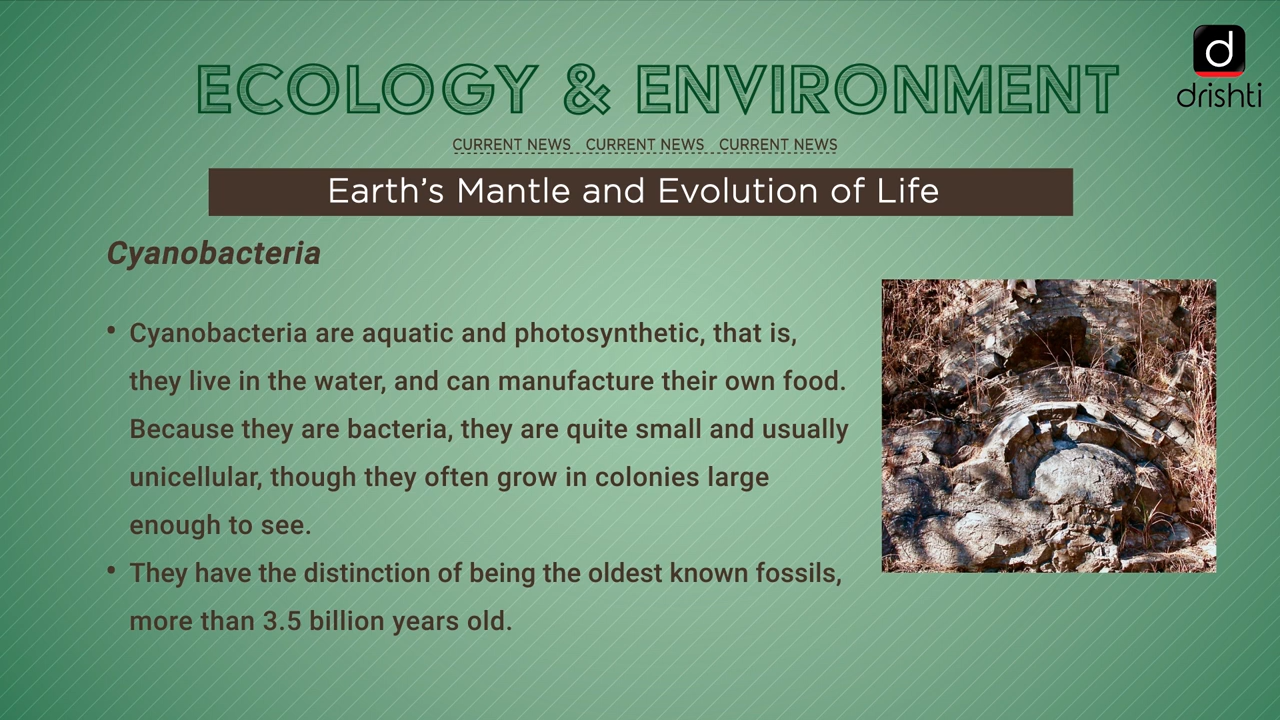 ECOLOGY & ENVIRONMENT
d
drishti
CURRENT NEWS CURRENT NEWS CURRENT NEWS
Earth's Mantle and Evolution of Life
Cyanobacteria
• Cyanobacteria are aquatic and photosynthetic, that is,
they live in the water, and can manufacture their own food.
Because they are bacteria, they are quite small and usually
unicellular, though they often grow in colonies large
enough to see.
• They have the distinction of being the oldest known fossils,
more than 3.5 billion years old.